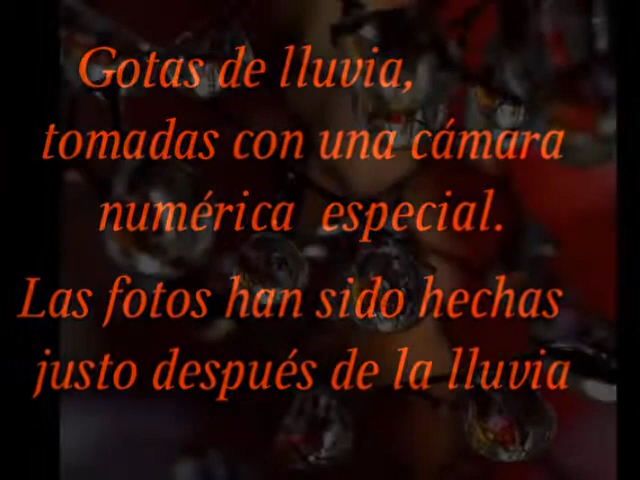 Gotas de lluvia,
tomadas con una cámara
numérica especial.
Las fotos han sido hechas
justo después de la lluvia